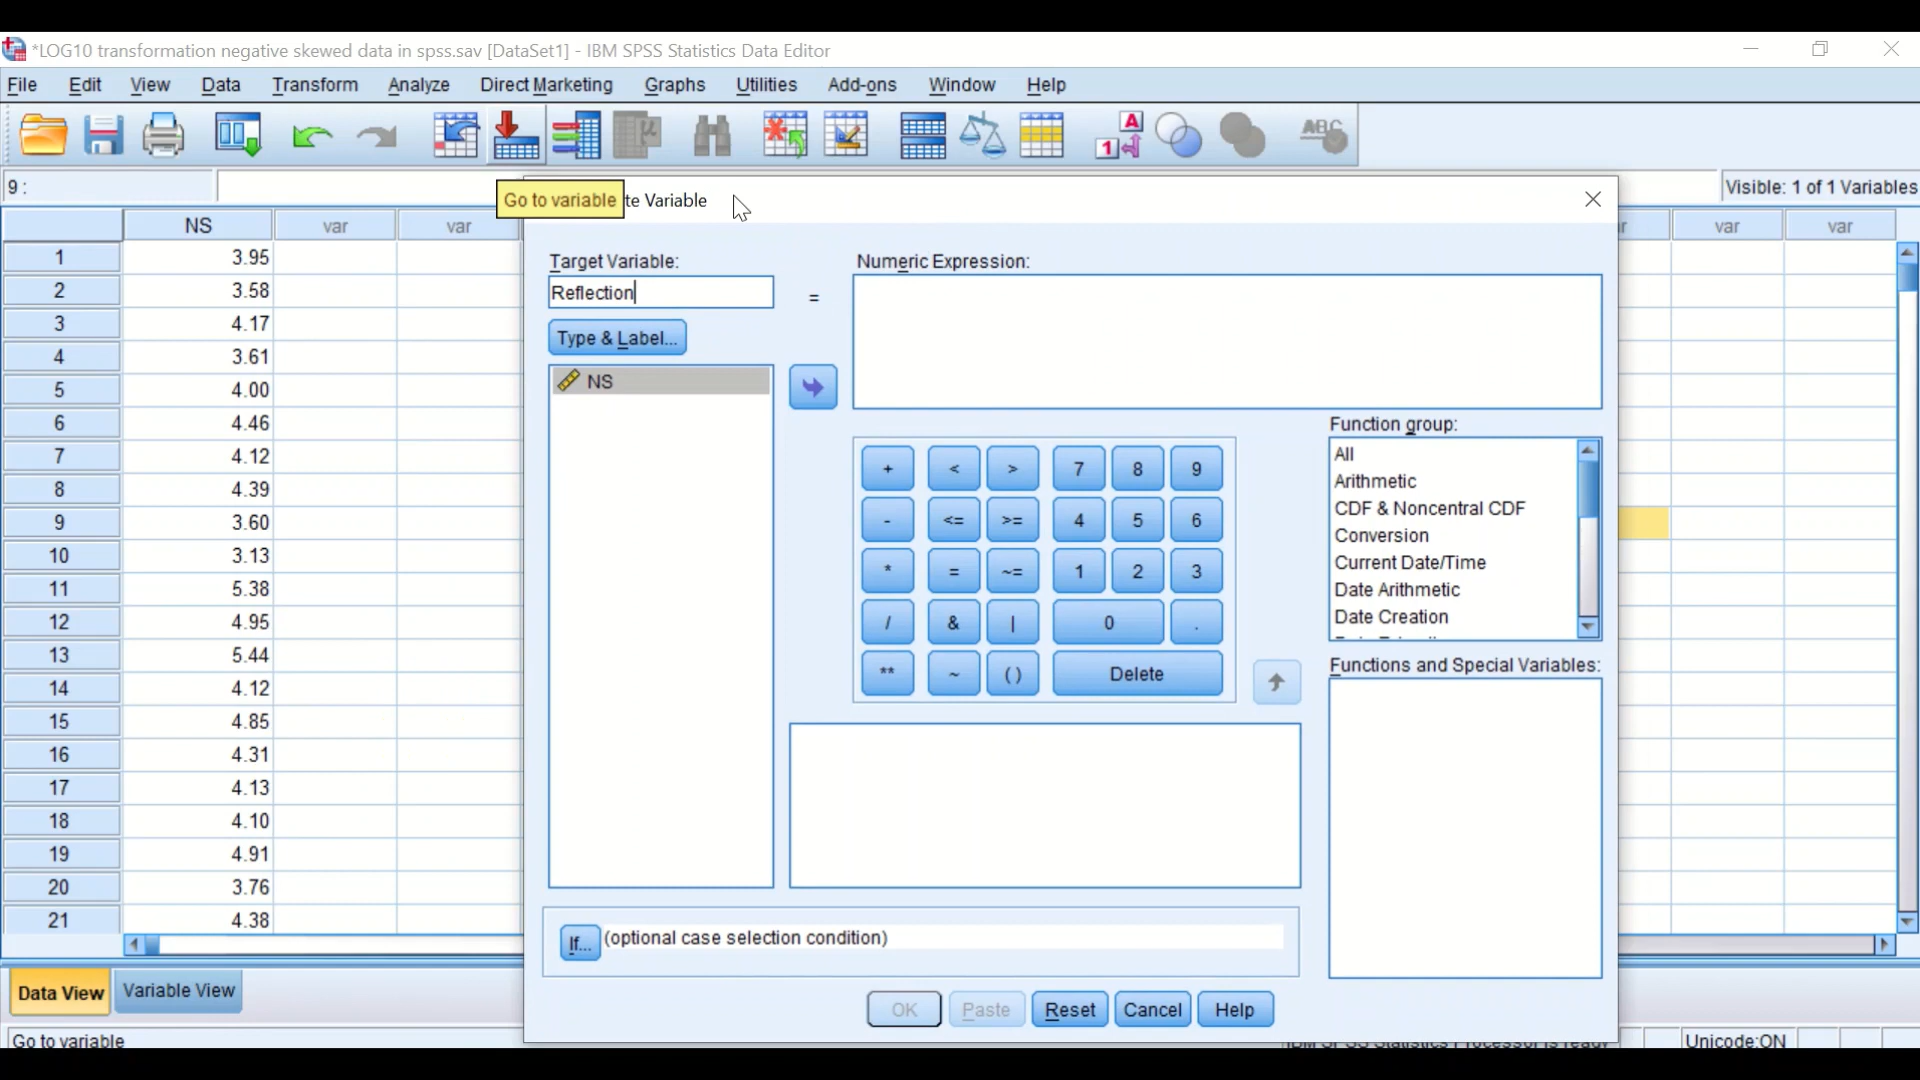 *LOG10 transformation negative skewed data in spss.sav [DataSet1] - IBM SPSS Statistics Data Editor
File Edit View Data Transform Analyze Direct Marketing Graphs Utilities Add-ons Window Help
9 :
Visible: 1 of 1 Variables
Go to variable
te Variable
NS var var var var
1 3.95
2 3.58
3 4.17
4 3.61
5 4.00
6 4.46
7 4.12
8 4.39
9 3.60
10 3.13
11 5.38
12 4.95
13 5.44
14 4.12
15 4.85
16 4.31
17 4.13
18 4.10
19 4.91
20 3.76
21 4.38
Target Variable:
Reflection
=
Numeric Expression:
Type & Label...
NS
+ < > 7 8 9
- <= >= 4 5 6
* = ~= 1 2 3
/ & | 0 .
** ~ ( ) Delete
Function group:
All
Arithmetic
CDF & Noncentral CDF
Conversion
Current Date/Time
Date Arithmetic
Date Creation
Functions and Special Variables:
If... (optional case selection condition)
OK Paste Reset Cancel Help
Data View Variable View
Go to variable
IBM SPSS Statistics Processor is ready
Unicode:ON